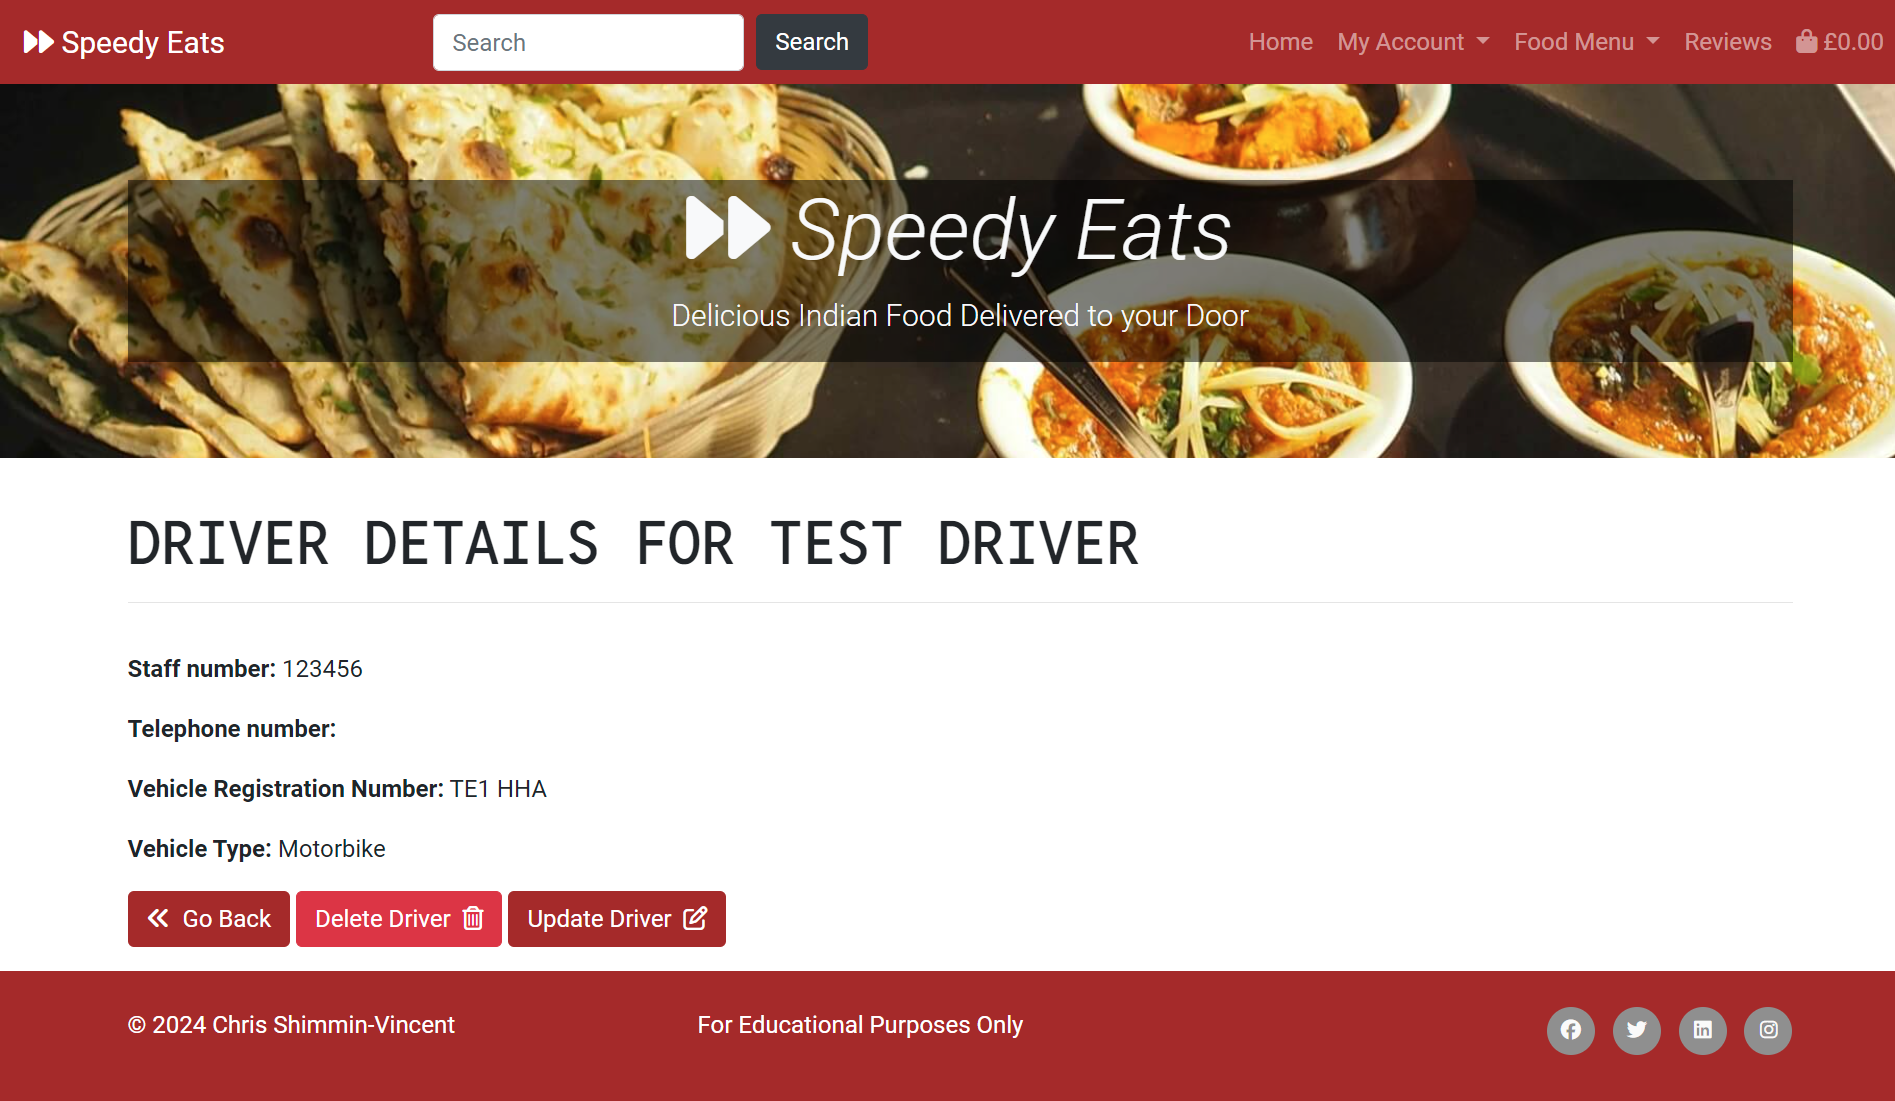 Speedy Eats
Search
Search
Home
My Account
Food Menu
Reviews
£0.00
Speedy Eats
Delicious Indian Food Delivered to your Door
DRIVER DETAILS FOR TEST DRIVER
Staff number: 123456
Telephone number:
Vehicle Registration Number: TE1 HHA
Vehicle Type: Motorbike
Go Back
Delete Driver
Update Driver
© 2024 Chris Shimmin-Vincent
For Educational Purposes Only